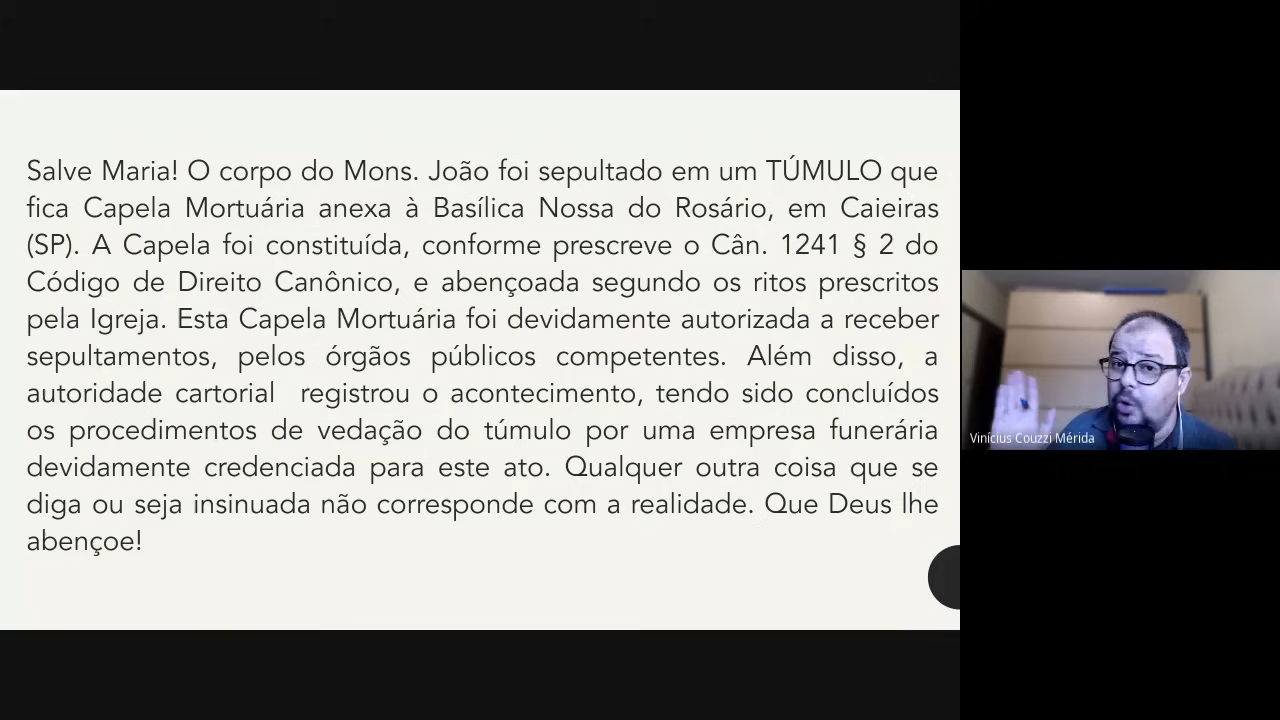 Salve Maria! O corpo do Mons. João foi sepultado em um TÚMULO que
fica Capela Mortuária anexa à Basílica Nossa do Rosário, em Caieiras
(SP). A Capela foi constituída, conforme prescreve o Cân. 1241 § 2 do
Código de Direito Canônico, e abençoada segundo os ritos prescritos
pela Igreja. Esta Capela Mortuária foi devidamente autorizada a receber
sepultamentos, pelos órgãos públicos competentes. Além disso, a
autoridade cartorial registrou o acontecimento, tendo sido concluídos
os procedimentos de vedação do túmulo por uma empresa funerária
devidamente credenciada para este ato. Qualquer outra coisa que se
diga ou seja insinuada não corresponde com a realidade. Que Deus lhe
abençoe!
Vinícius Couzzi Mérida